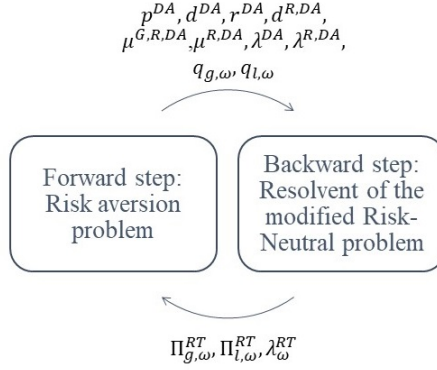 p^{DA}, d^{DA}, r^{DA}, d^{R,DA},
μ^{G,R,DA}, μ^{R,DA}, λ^{DA}, λ^{R,DA},
q_{g,ω}, q_{l,ω}
Forward step:
Risk aversion
problem
Backward step:
Resolvent of the
modified Risk-
Neutral problem
Π^{RT}_{g,ω}, Π^{RT}_{l,ω}, λ^{RT}_{ω}